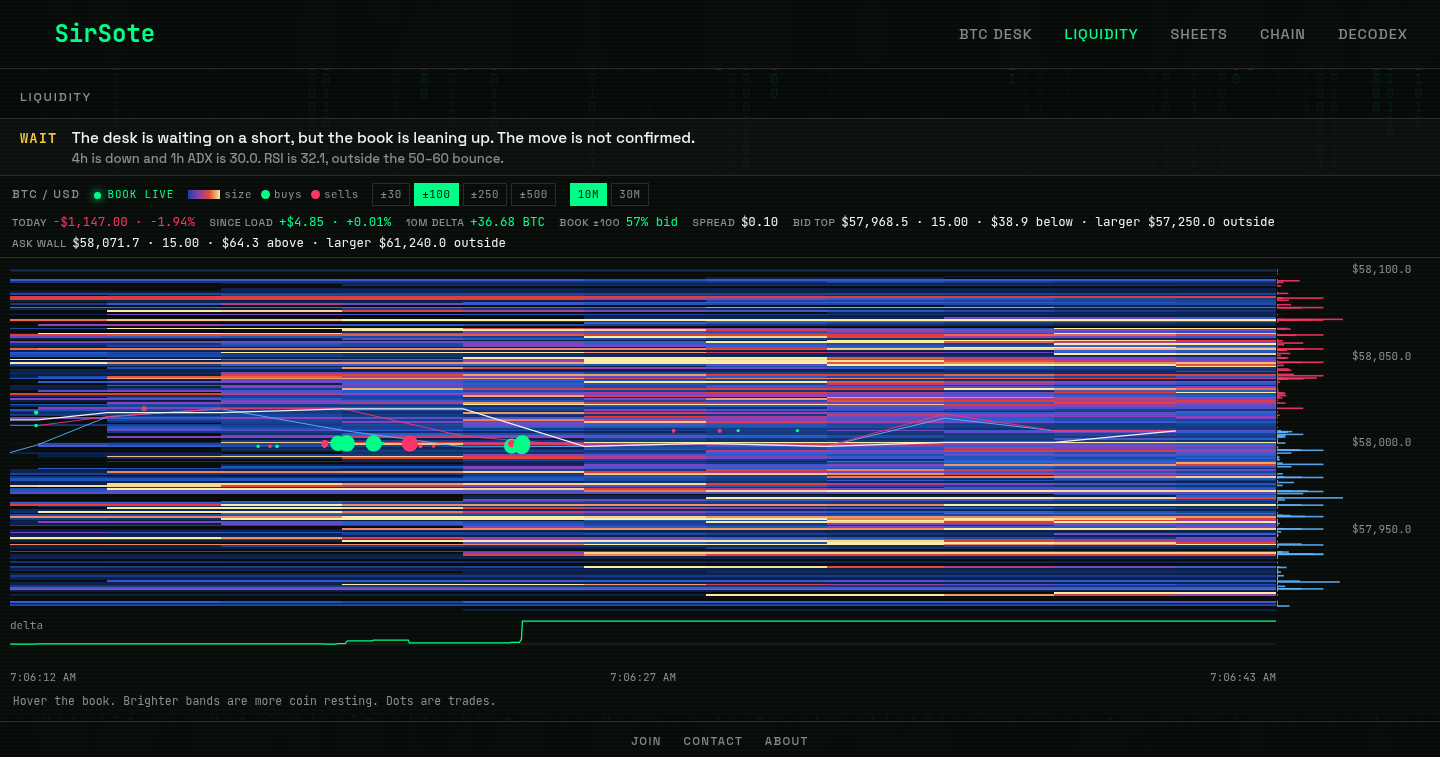 SirSote
BTC DESK LIQUIDITY SHEETS CHAIN DECODEX
LIQUIDITY
WAIT The desk is waiting on a short, but the book is leaning up. The move is not confirmed.
4h is down and 1h ADX is 30.0. RSI is 32.1, outside the 50–60 bounce.
BTC / USD BOOK LIVE size buys sells ±30 ±100 ±250 ±500 10M 30M
TODAY -$1,147.00 · -1.94% SINCE LOAD +$4.85 · +0.01% 10M DELTA +36.68 BTC BOOK ±100 57% bid SPREAD $0.10 BID TOP $57,968.5 · 15.00 · $38.9 below · larger $57,250.0 outside
ASK WALL $58,071.7 · 15.00 · $64.3 above · larger $61,240.0 outside
$58,100.0
$58,050.0
$58,000.0
$57,950.0
delta
7:06:12 AM 7:06:27 AM 7:06:43 AM
Hover the book. Brighter bands are more coin resting. Dots are trades.
JOIN CONTACT ABOUT